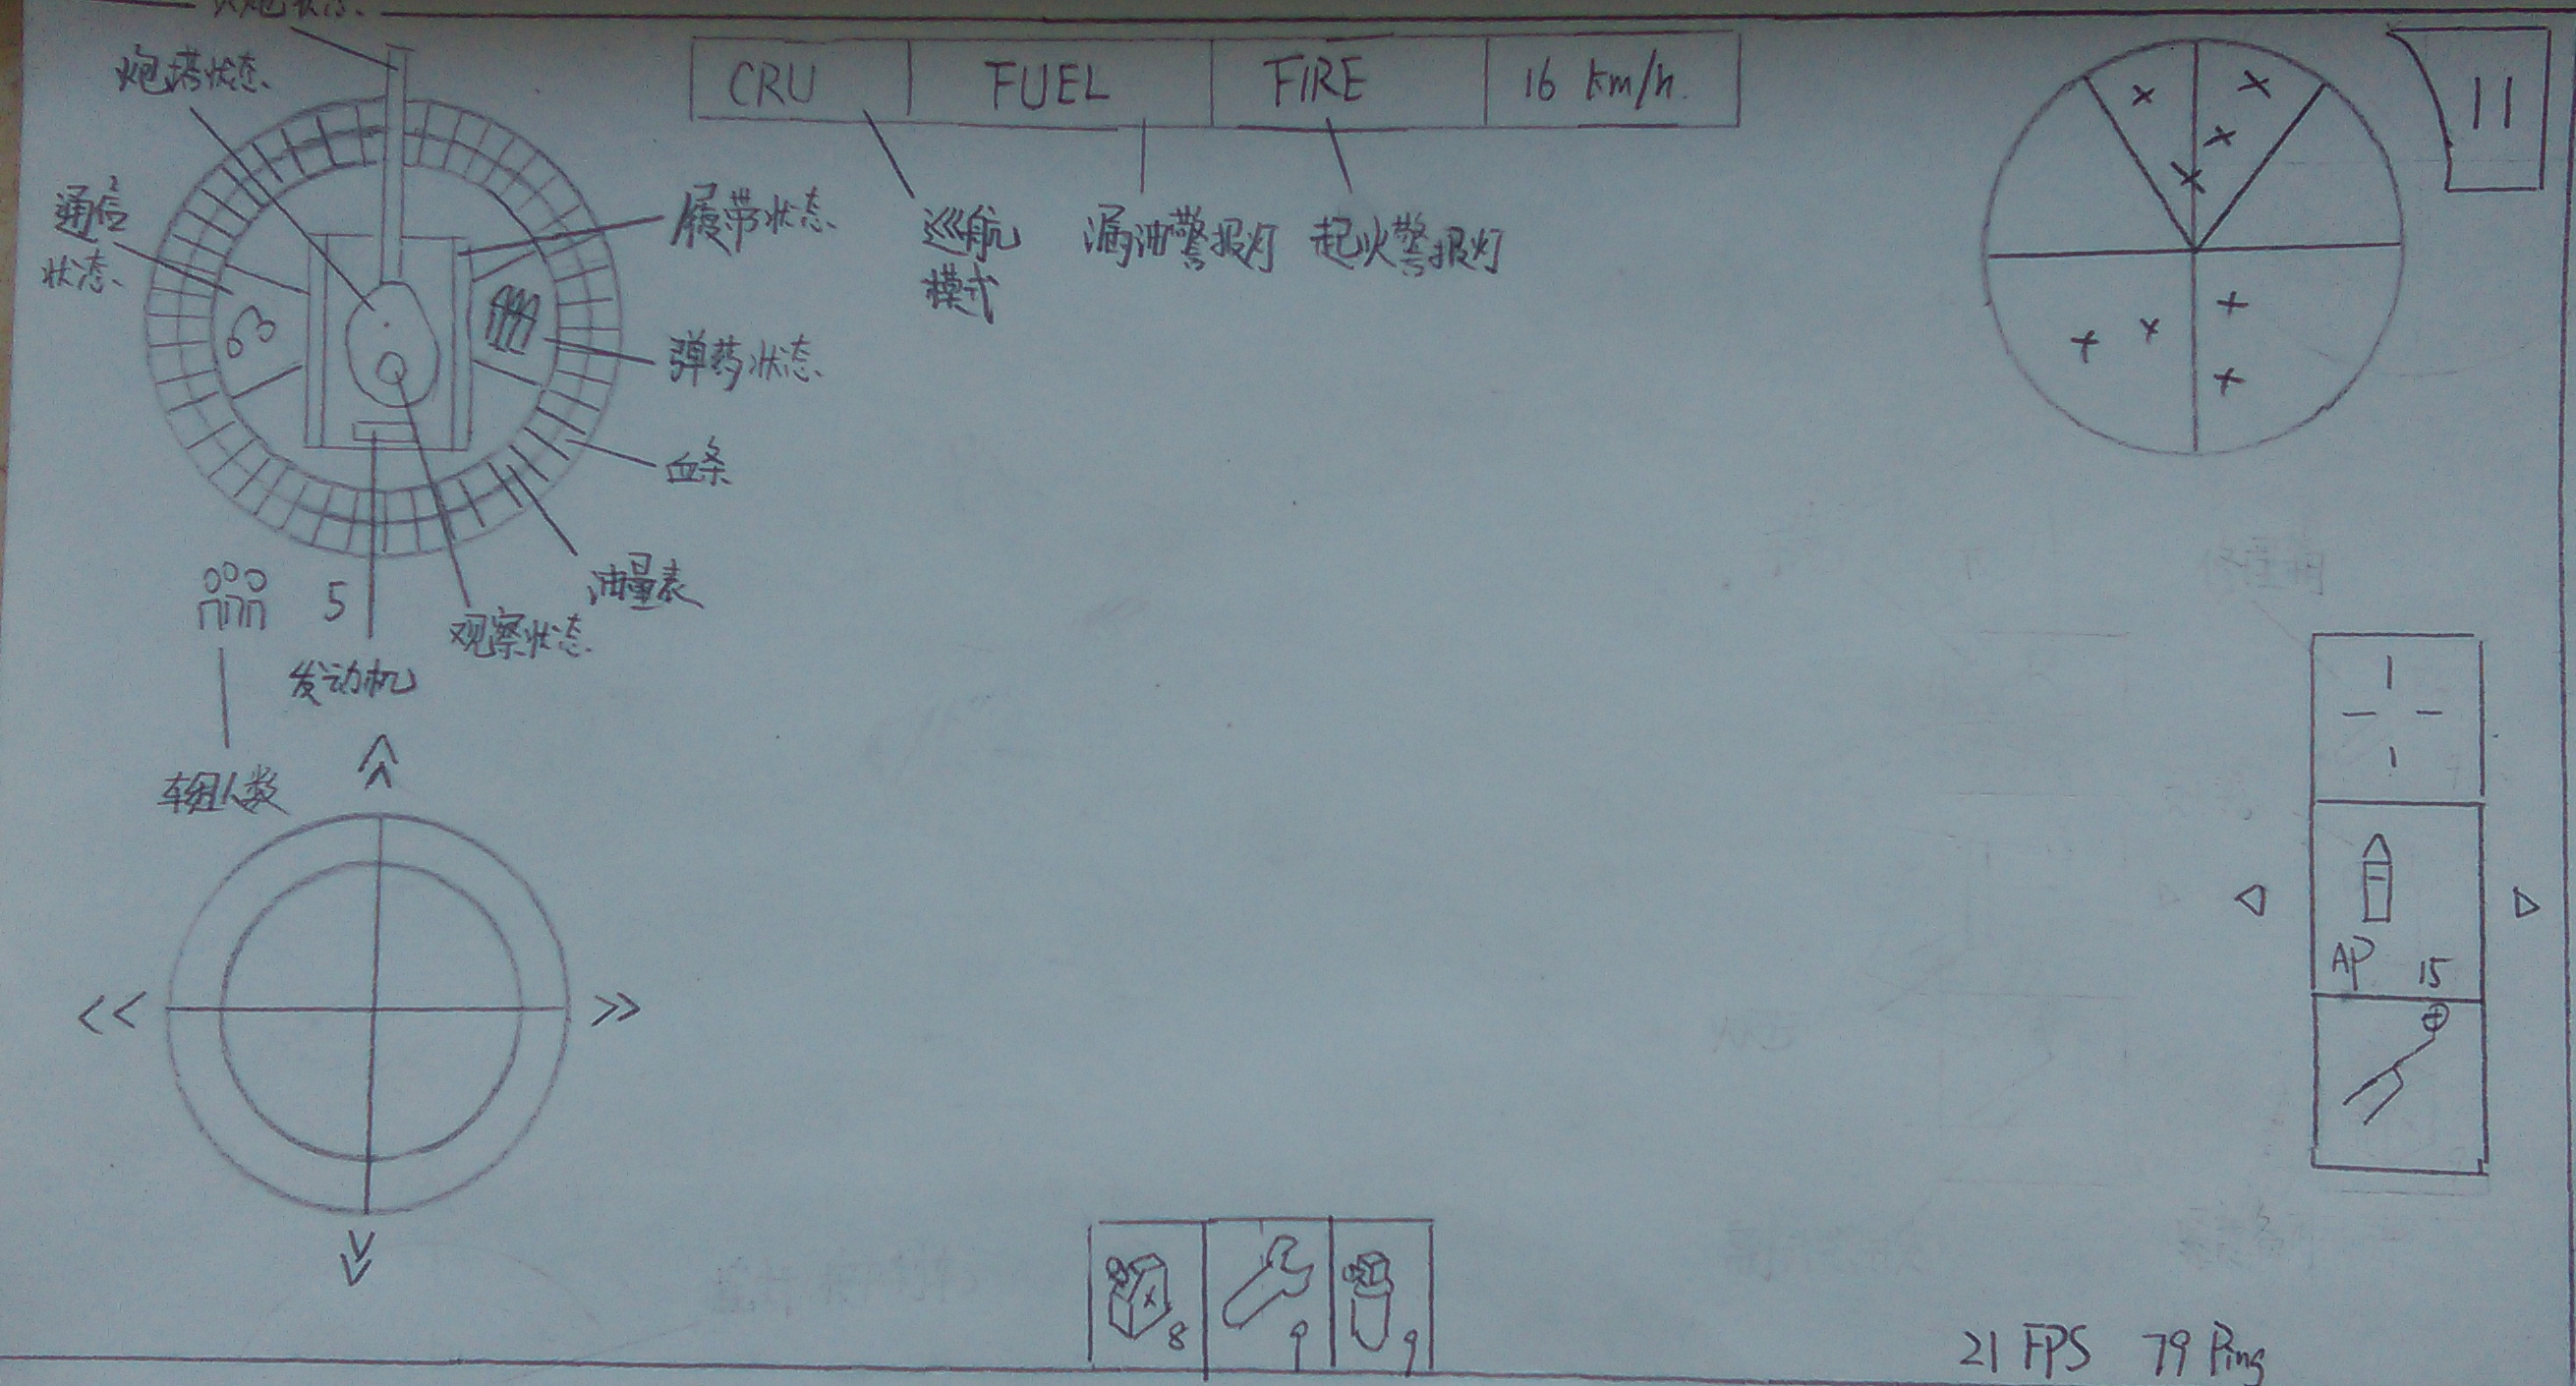 火炮状态
炮塔状态
CRU FUEL FIRE 16 km/h.
通信
状态
履带状态
巡航
模式
漏油警报灯
起火警报灯
弹药状态
血条
油量表
5
观察状态
发动机
车组人数
AP 15
8 9 9
21 FPS 79 Ping